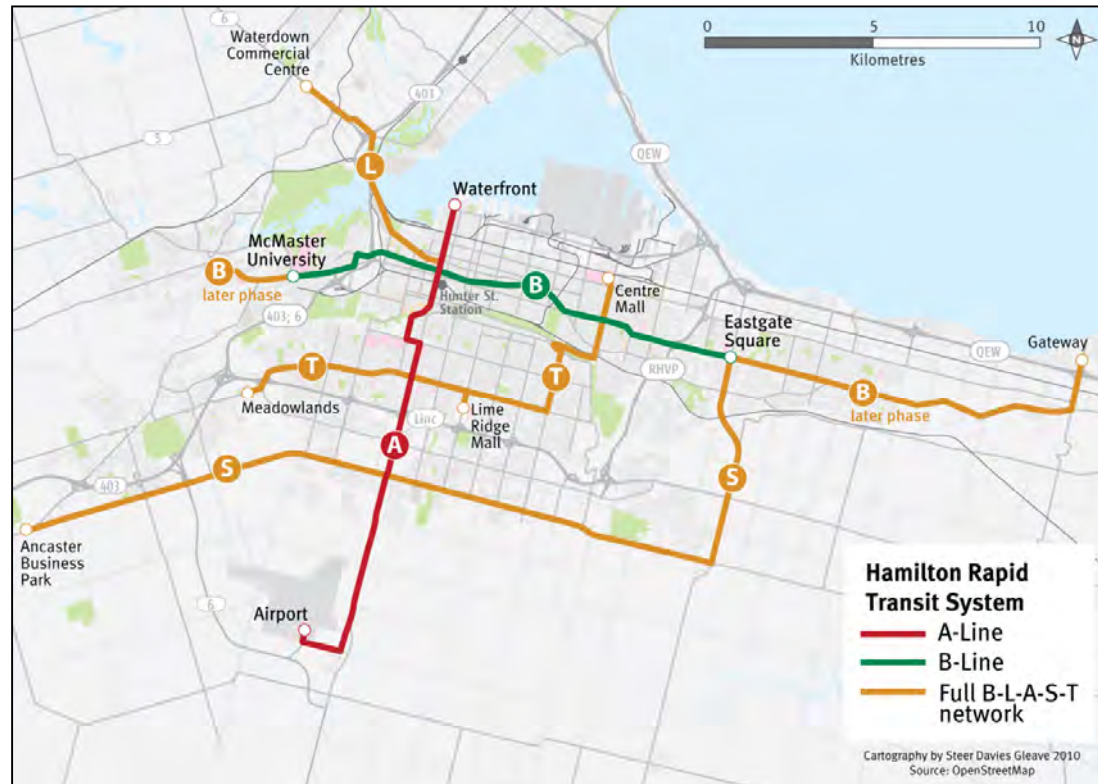 6
Waterdown
Commercial
Centre
403
5
0
5
10
Kilometres
N
QEW
L
Waterfront
McMaster
University
B
later phase
B
Hunter St.
Station
Centre
Mall
403; 6
Eastgate
Square
QEW
Gateway
T
T
RHVP
B
later phase
Meadowlands
Linc
Lime
Ridge
Mall
A
S
S
403
Ancaster
Business
Park
6
Airport
Hamilton Rapid
Transit System
A-Line
B-Line
Full B-L-A-S-T
network
Cartography by Steer Davies Gleave 2010
Source: OpenStreetMap